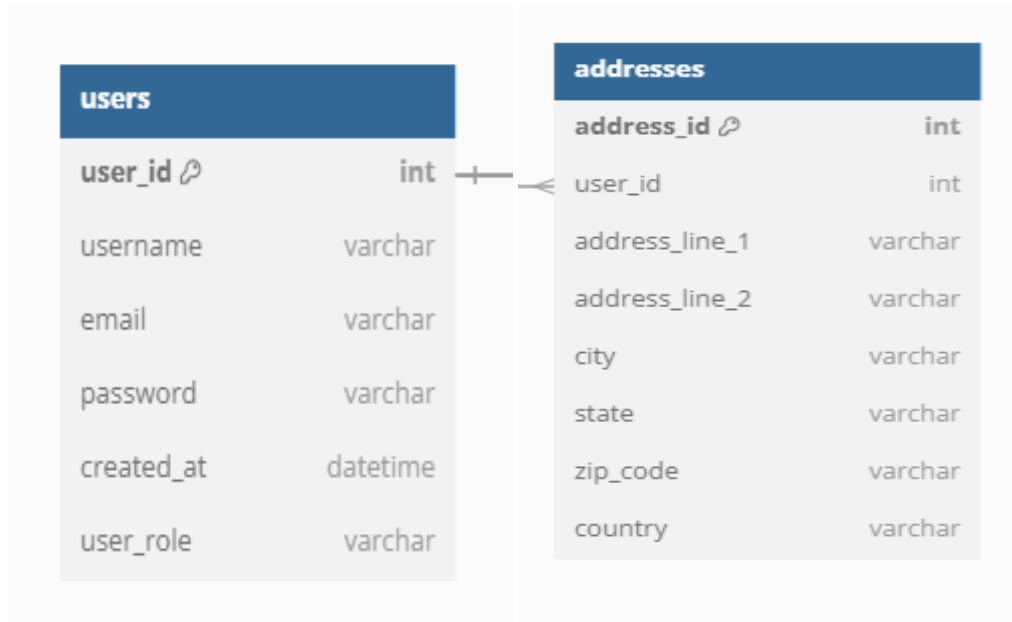 users
user_id int
username varchar
email varchar
password varchar
created_at datetime
user_role varchar
addresses
address_id int
user_id int
address_line_1 varchar
address_line_2 varchar
city varchar
state varchar
zip_code varchar
country varchar